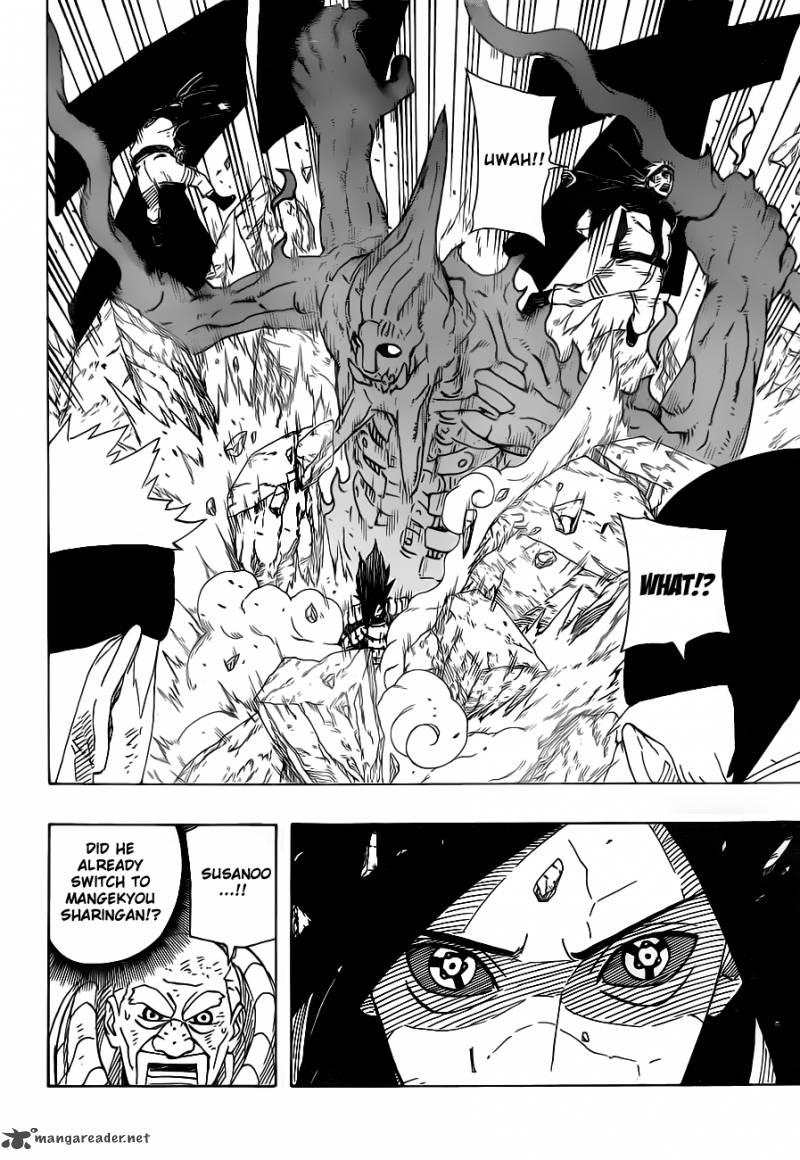 UWAH!!
WHAT!?
SUSANOO
...!!
DID HE
ALREADY
SWITCH TO
MANGEKYOU
SHARINGAN!?
mangareader.net